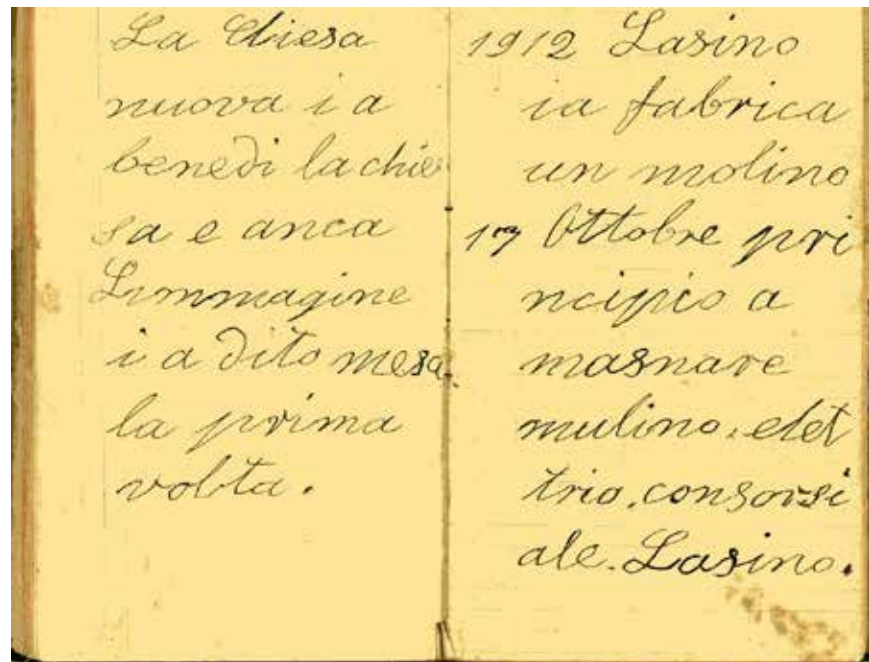 La Chiesa
nuova i a
benedi la chie
sa e anca
Limmagine
i a dito mesa
la prima
volta.
1912 Lasino
ia fabrica
un molino
17 Ottobre pri
ncipio a
masnare
mulino. elet
trio. consorsi
ale. Lasino.